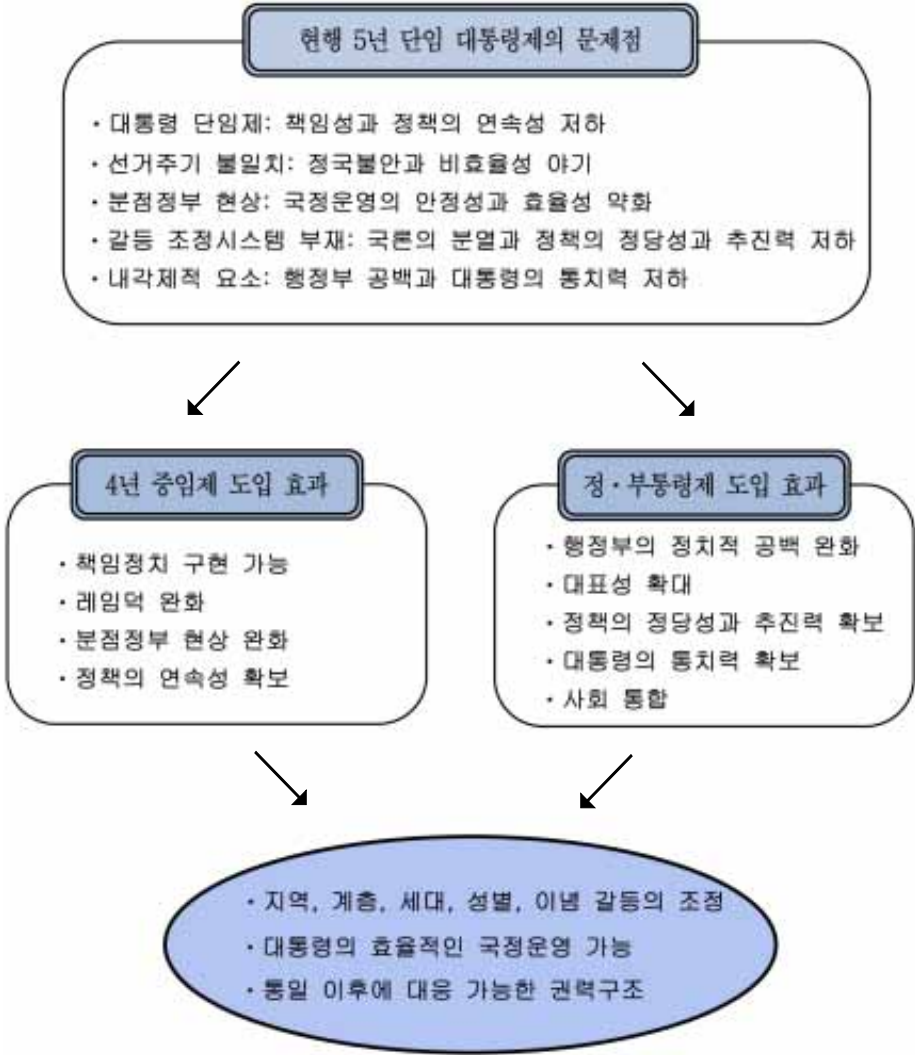 현행 5년 단임 대통령제의 문제점
・대통령 단임제: 책임성과 정책의 연속성 저하
・선거주기 불일치: 정국불안과 비효율성 야기
・분점정부 현상: 국정운영의 안정성과 효율성 약화
・갈등 조정시스템 부재: 국론의 분열과 정책의 정당성과 추진력 저하
・내각제적 요소: 행정부 공백과 대통령의 통치력 저하
4년 중임제 도입 효과
・책임정치 구현 가능
・레임덕 완화
・분점정부 현상 완화
・정책의 연속성 확보
정・부통령제 도입 효과
・행정부의 정치적 공백 완화
・대표성 확대
・정책의 정당성과 추진력 확보
・대통령의 통치력 확보
・사회 통합
・지역, 계층, 세대, 성별, 이념 갈등의 조정
・대통령의 효율적인 국정운영 가능
・통일 이후에 대응 가능한 권력구조